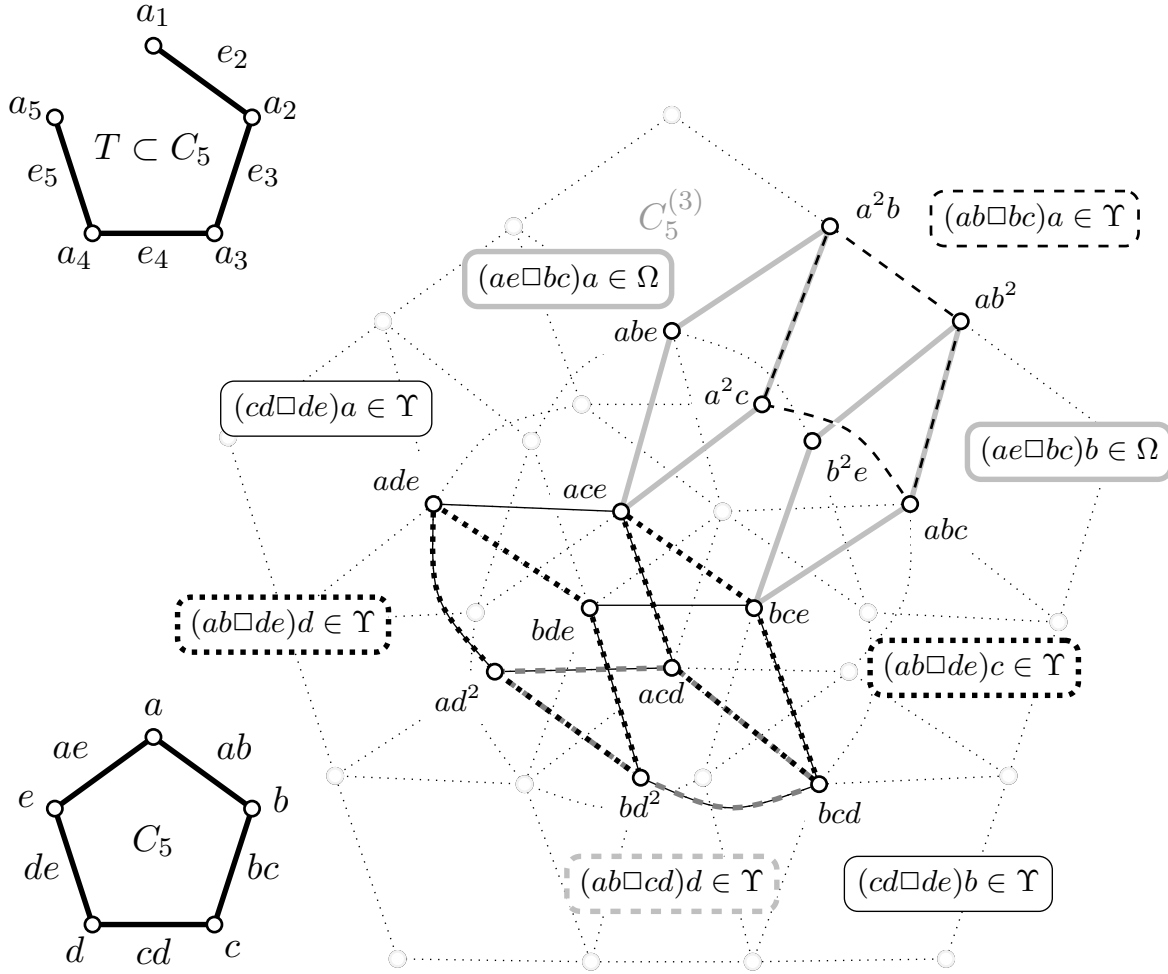 a₁
e₂
a₅
a₂
T ⊂ C₅
e₅
e₃
a₄
e₄
a₃
C₅⁽³⁾
a²b
(ab□bc)a ∈ Υ
(ae□bc)a ∈ Ω
ab²
abe
a²c
(cd□de)a ∈ Υ
b²e
(ae□bc)b ∈ Ω
ade
ace
abc
(ab□de)d ∈ Υ
bde
bce
(ab□de)c ∈ Υ
ad²
acd
bd²
bcd
(ab□cd)d ∈ Υ
(cd□de)b ∈ Υ
a
ae
ab
e
b
C₅
de
bc
d
cd
c